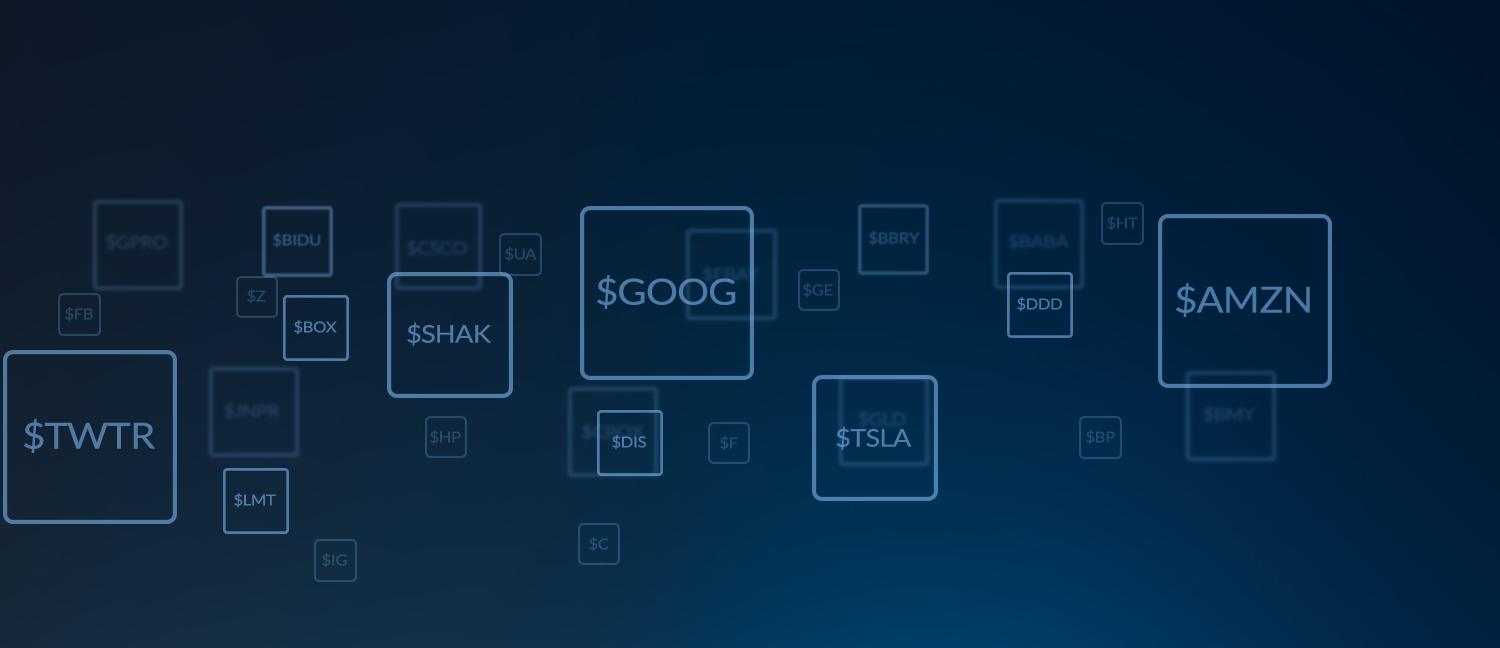 $GPRO
$BIDU
$CSCO
$UA
$GOOG
$EBAY
$BBRY
$BABA
$HT
$AMZN
$FB
$Z
$BOX
$SHAK
$GE
$DDD
$TWTR
$JNPR
$HP
$DIS
$F
$GLD
$TSLA
$BP
$BMY
$LMT
$IG
$C